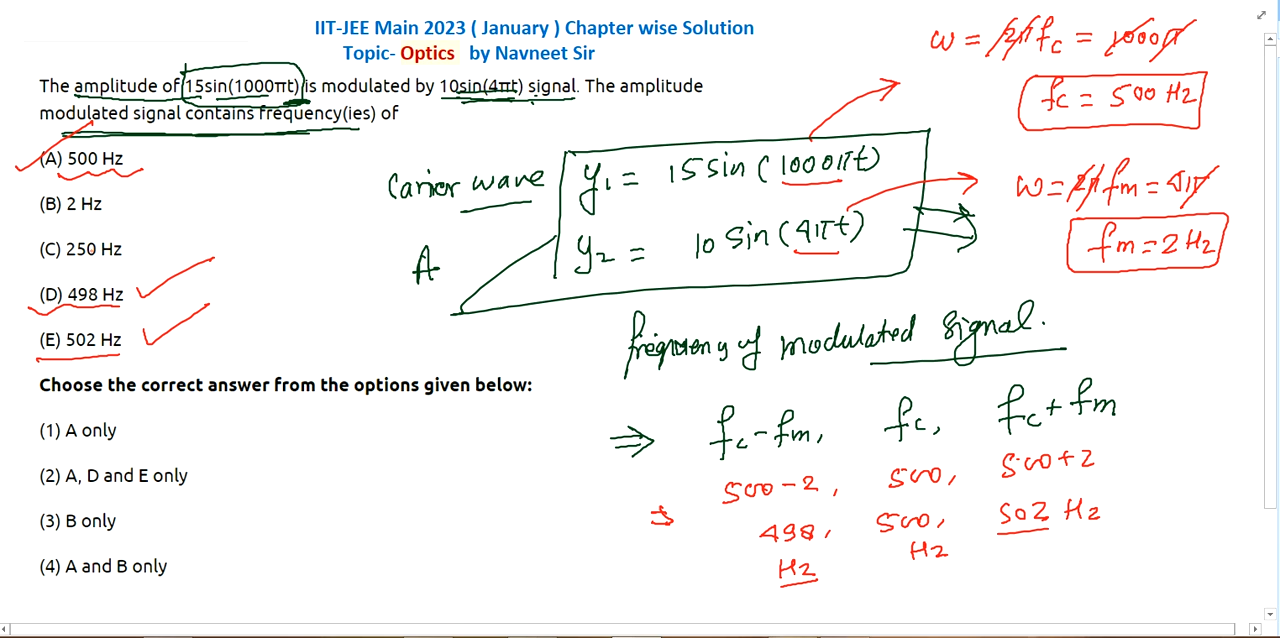 IIT-JEE Main 2023 ( January ) Chapter wise Solution
Topic- Optics by Navneet Sir
The amplitude of 15sin(1000πt) is modulated by 10sin(4πt) signal. The amplitude
modulated signal contains frequency(ies) of
(A) 500 Hz
(B) 2 Hz
(C) 250 Hz
(D) 498 Hz
(E) 502 Hz
Choose the correct answer from the options given below:
(1) A only
(2) A, D and E only
(3) B only
(4) A and B only
ω = 2πfc = 1000π
fc = 500 Hz
Carrior wave
y1 = 15 sin (1000πt)
A
y2 = 10 sin (4πt)
ω = 2π fm = 4π
fm = 2 Hz
frequency of modulated signal.
⇒ fc - fm, fc, fc + fm
500 - 2, 500, 500 + 2
⇒ 498, 500, 502 Hz
Hz Hz